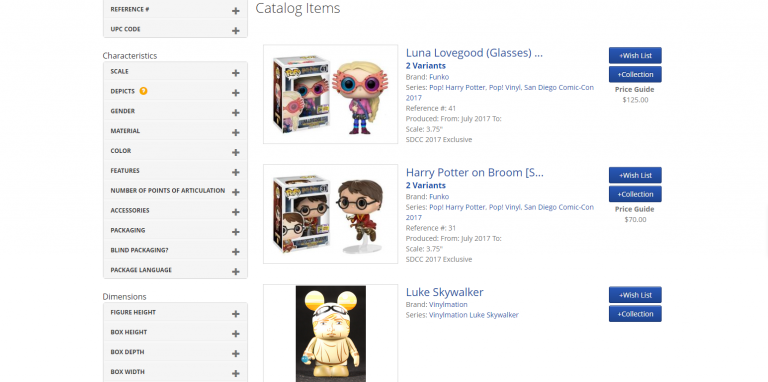 REFERENCE #
UPC CODE
Characteristics
SCALE
DEPICTS ?
GENDER
MATERIAL
COLOR
FEATURES
NUMBER OF POINTS OF ARTICULATION
ACCESSORIES
PACKAGING
BLIND PACKAGING?
PACKAGE LANGUAGE
Dimensions
FIGURE HEIGHT
BOX HEIGHT
BOX DEPTH
BOX WIDTH
Catalog Items
Luna Lovegood (Glasses) ...
2 Variants
Brand: Funko
Series: Pop! Harry Potter, Pop! Vinyl, San Diego Comic-Con
2017
Reference #: 41
Produced: From: July 2017 To:
Scale: 3.75"
SDCC 2017 Exclusive
+Wish List
+Collection
Price Guide
$125.00
Harry Potter on Broom [S...
2 Variants
Brand: Funko
Series: Pop! Harry Potter, Pop! Vinyl, San Diego Comic-Con
2017
Reference #: 31
Produced: From: July 2017 To:
Scale: 3.75"
SDCC 2017 Exclusive
+Wish List
+Collection
Price Guide
$70.00
Luke Skywalker
Brand: Vinylmation
Series: Vinylmation Luke Skywalker
+Wish List
+Collection